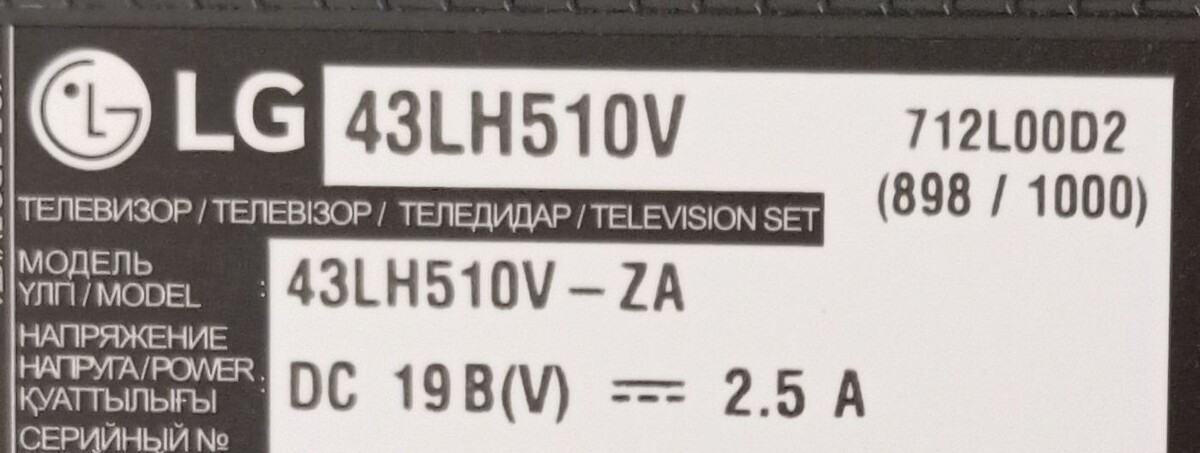 LG 43LH510V 712L00D2
(898 / 1000)
ТЕЛЕВИЗОР / ТЕЛЕВІЗОР / ТЕЛЕДИДАР / TELEVISION SET
МОДЕЛЬ
ҮЛГІ / MODEL : 43LH510V – ZA
НАПРЯЖЕНИЕ
НАПРУГА/POWER : DC 19 В(V) ⎓ 2.5 A
ҚУАТТЫЛЫҒЫ
СЕРИЙНЫЙ №